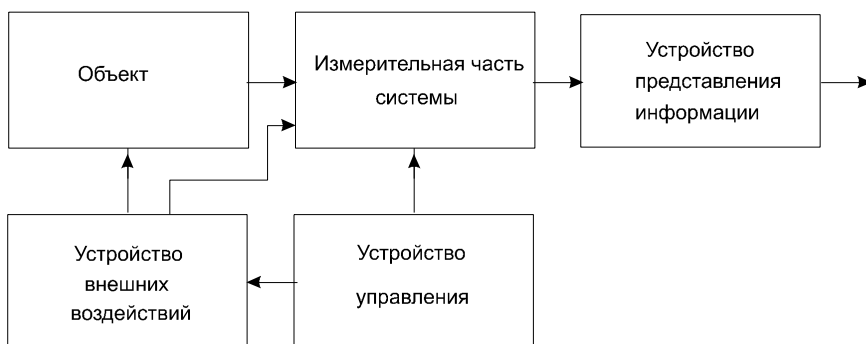 Объект
Измерительная часть
системы
Устройство
представления
информации
Устройство
внешних
воздействий
Устройство
управления